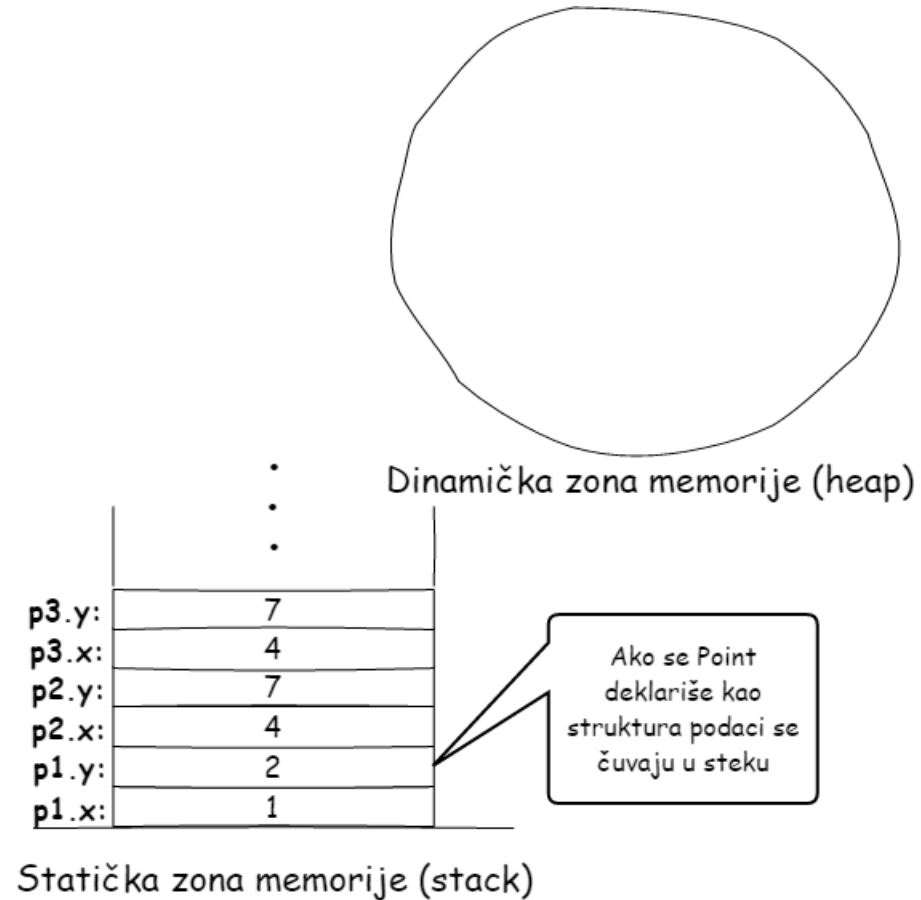 Dinamička zona memorije (heap)
p3.y: 7
p3.x: 4
p2.y: 7
p2.x: 4
p1.y: 2
p1.x: 1
Ako se Point
deklariše kao
struktura podaci se
čuvaju u steku
Statička zona memorije (stack)